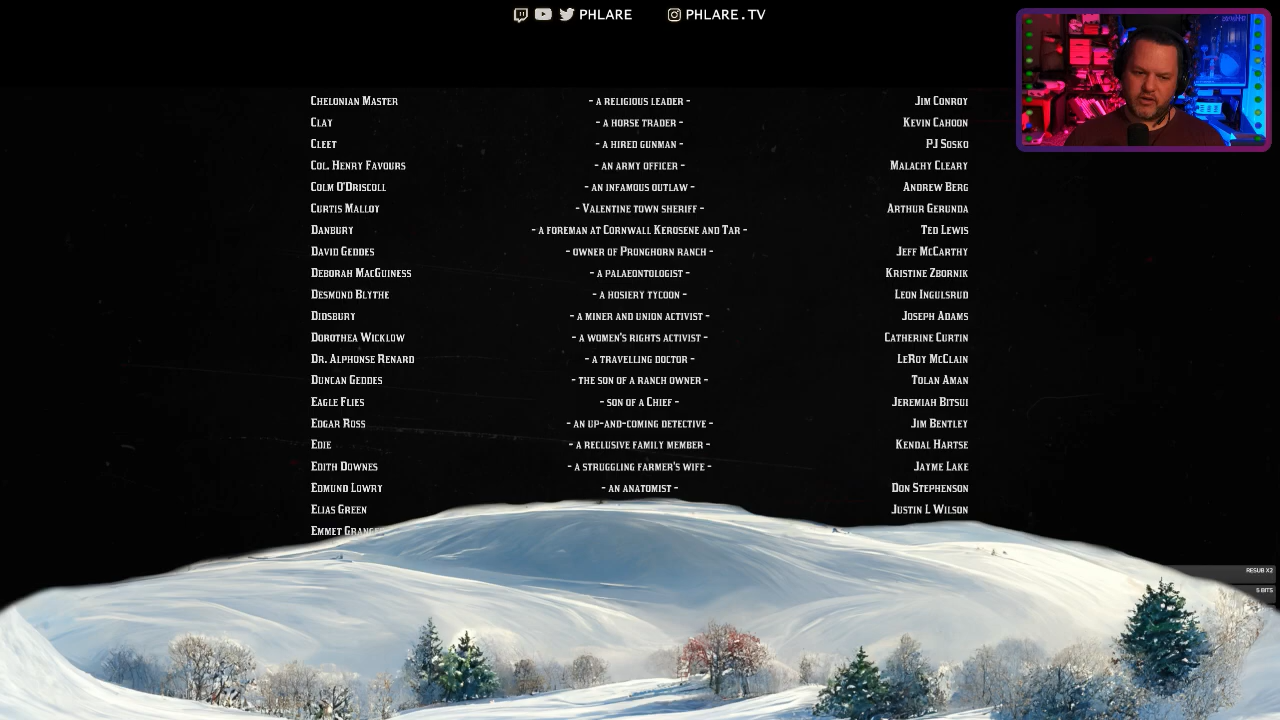 PHLARE PHLARE.TV
CHELONIAN MASTER - A RELIGIOUS LEADER - JIM CONROY
CLAY - A HORSE TRADER - KEVIN CAHOON
CLEET - A HIRED GUNMAN - PJ SOSKO
COL. HENRY FAVOURS - AN ARMY OFFICER - MALACHY CLEARY
COLM O'DRISCOLL - AN INFAMOUS OUTLAW - ANDREW BERG
CURTIS MALLOY - VALENTINE TOWN SHERIFF - ARTHUR GERUNDA
DANBURY - A FOREMAN AT CORNWALL KEROSENE AND TAR - TED LEWIS
DAVID GEDDES - OWNER OF PRONGHORN RANCH - JEFF MCCARTHY
DEBORAH MACGUINESS - A PALAEONTOLOGIST - KRISTINE ZBORNIK
DESMOND BLYTHE - A HOSIERY TYCOON - LEON INGULSRUD
DIDSBURY - A MINER AND UNION ACTIVIST - JOSEPH ADAMS
DOROTHEA WICKLOW - A WOMEN'S RIGHTS ACTIVIST - CATHERINE CURTIN
DR. ALPHONSE RENARD - A TRAVELLING DOCTOR - LEROY MCCLAIN
DUNCAN GEDDES - THE SON OF A RANCH OWNER - TOLAN AMAN
EAGLE FLIES - SON OF A CHIEF - JEREMIAH BITSUI
EDGAR ROSS - AN UP-AND-COMING DETECTIVE - JIM BENTLEY
EDIE - A RECLUSIVE FAMILY MEMBER - KENDAL HARTSE
EDITH DOWNES - A STRUGGLING FARMER'S WIFE - JAYME LAKE
EDMUND LOWRY - AN ANATOMIST - DON STEPHENSON
ELIAS GREEN JUSTIN L WILSON
EMMET
RESUB X2
5 BITS